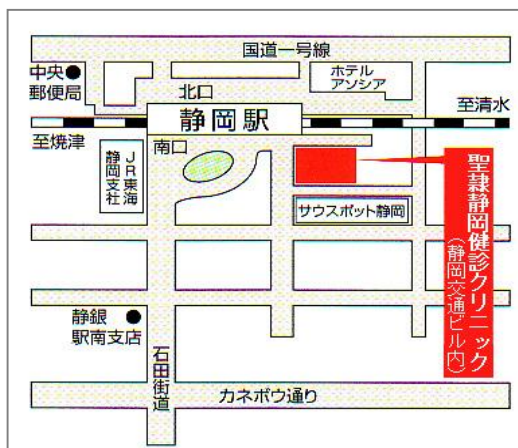 国道一号線
中央
郵便局
北口
ホテル
アソシア
静岡駅
至清水
至焼津
南口
JR東海
静岡支社
サウスポット静岡
聖隷静岡健診クリニック
(静岡交通ビル内)
静銀
駅南支店
石田街道
カネボウ通り